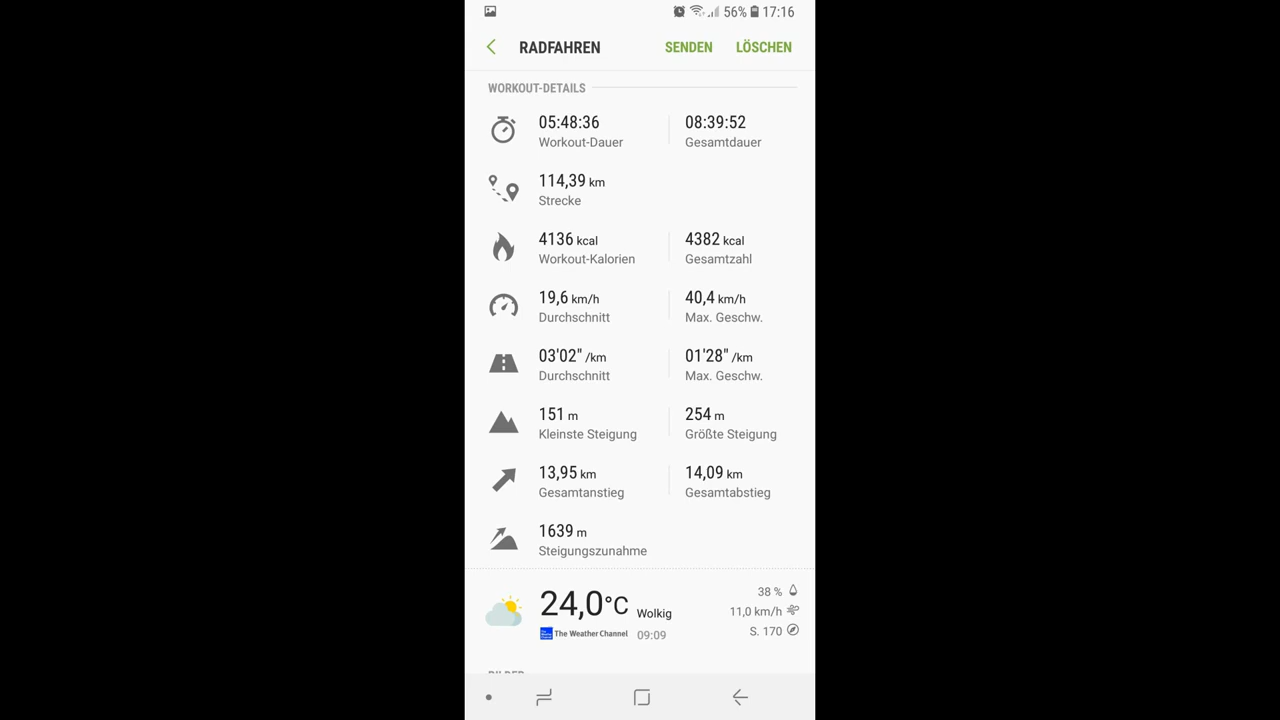 56% 17:16
RADFAHREN SENDEN LÖSCHEN
WORKOUT-DETAILS
05:48:36 08:39:52
Workout-Dauer Gesamtdauer
114,39 km
Strecke
4136 kcal 4382 kcal
Workout-Kalorien Gesamtzahl
19,6 km/h 40,4 km/h
Durchschnitt Max. Geschw.
03'02" /km 01'28" /km
Durchschnitt Max. Geschw.
151 m 254 m
Kleinste Steigung Größte Steigung
13,95 km 14,09 km
Gesamtanstieg Gesamtabstieg
1639 m
Steigungszunahme
24,0°C Wolkig
38 %
11,0 km/h
The Weather Channel 09:09
S. 170